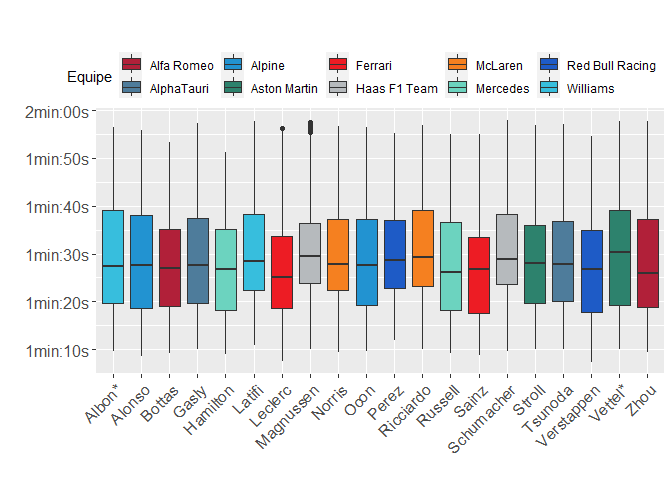 Equipe
Alfa Romeo Alpine Ferrari McLaren Red Bull Racing
AlphaTauri Aston Martin Haas F1 Team Mercedes Williams
2min:00s
1min:50s
1min:40s
1min:30s
1min:20s
1min:10s
Albon* Alonso Bottas Gasly Hamilton Latifi Leclerc Magnussen Norris Ocon Perez Ricciardo Russell Sainz Schumacher Stroll Tsunoda Verstappen Vettel* Zhou